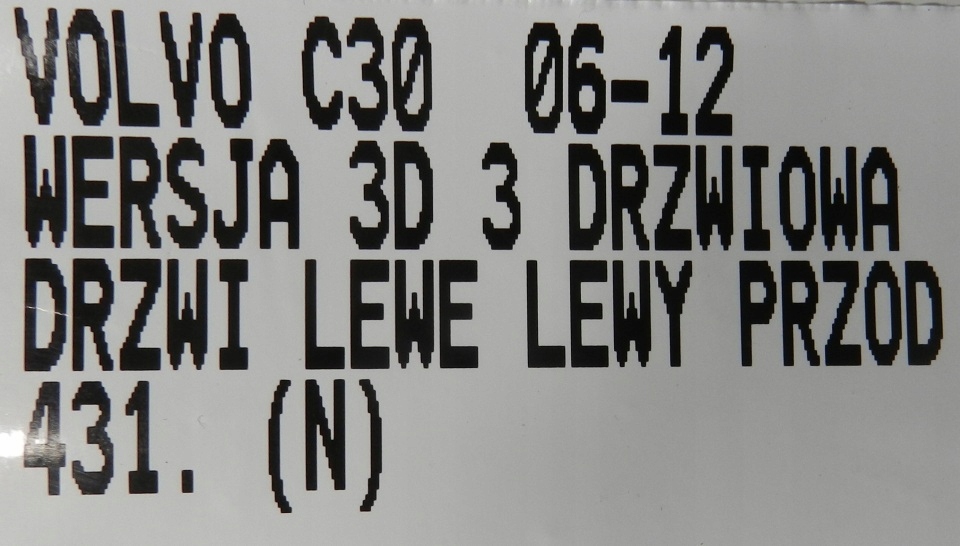 VOLVO C30 06-12
WERSJA 3D 3 DRZWIOWA
DRZWI LEWE LEWY PRZOD
431. (N)